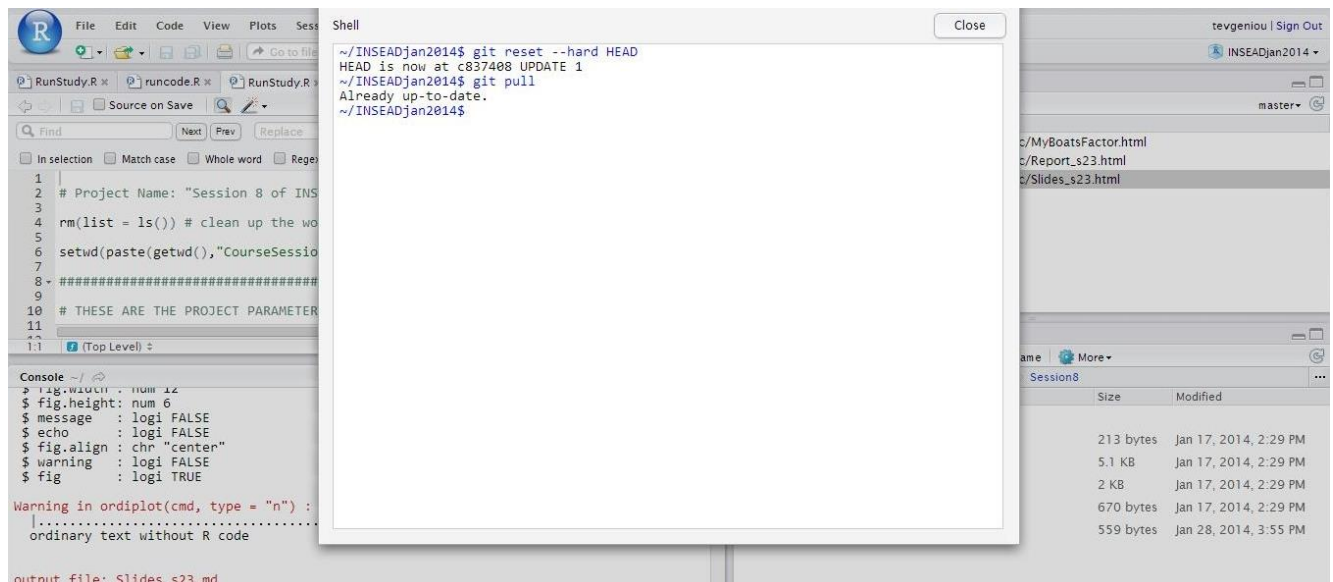 File Edit Code View Plots
Go to file
RunStudy.R × runcode.R × RunStudy.R
Source on Save
Find Next Prev Replace
In selection Match case Whole word
1
2 # Project Name: "Session 8 of INS
3
4 rm(list = ls()) # clean up the wo
5
6 setwd(paste(getwd(),"CourseSessio
7
8 ################################
9
10 # THESE ARE THE PROJECT PARAMETER
11
1:1 (Top Level)
Console ~/
$ fig.width : num 12
$ fig.height: num 6
$ message : logi FALSE
$ echo : logi FALSE
$ fig.align : chr "center"
$ warning : logi FALSE
$ fig : logi TRUE
Warning in ordiplot(cmd, type = "n") :
|.....................................
ordinary text without R code
output file: Slides_s23.md
Shell Close
~/INSEADjan2014$ git reset --hard HEAD
HEAD is now at c837408 UPDATE 1
~/INSEADjan2014$ git pull
Already up-to-date.
~/INSEADjan2014$
tevgeniou | Sign Out
INSEADjan2014
master
c/MyBoatsFactor.html
c/Report_s23.html
c/Slides_s23.html
ame More
Session8 ...
Size Modified
213 bytes Jan 17, 2014, 2:29 PM
5.1 KB Jan 17, 2014, 2:29 PM
2 KB Jan 17, 2014, 2:29 PM
670 bytes Jan 17, 2014, 2:29 PM
559 bytes Jan 28, 2014, 3:55 PM